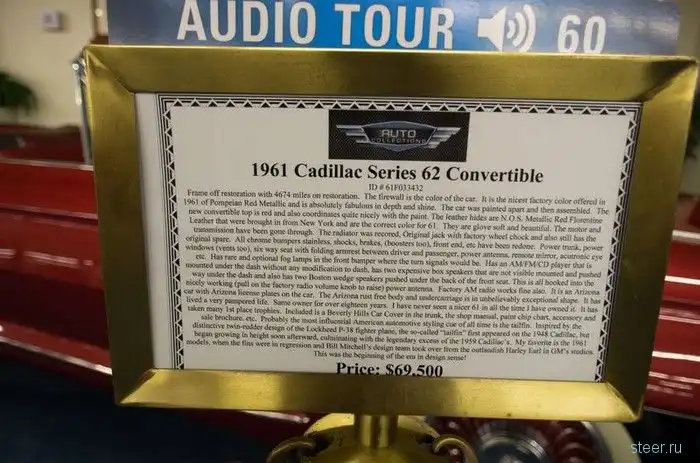 AUDIO TOUR 60
AUTO
COLLECTIONS
1961 Cadillac Series 62 Convertible
ID # 61F033432
Frame off restoration with 4674 miles on restoration. The firewall is the color of the car. It is the nicest factory color offered in
1961 of Pompeian Red Metallic and is absolutely fabulous in depth and shine. The car was painted apart and then assembled. The
new convertible top is red and also coordinates quite nicely with the paint. The leather hides are N.O.S. Metallic Red Florentine
Leather that were brought in from New York and are the correct color for 61. They are glove soft and beautiful. The motor and
transmission have been gone through. The radiator was recored. Original jack with factory wheel chock and also still has the
original spare. All chrome bumpers stainless, shocks, brakes, (boosters too), front end, etc have been redone. Power trunk, power
windows (vents too), six way seat with folding armrest between driver and passenger, power antenna, remote mirror, acutronic eye
etc. Has rare and optional fog lamps in the front bumper where the turn signals would be. Has an AM/FM/CD player that is
mounted under the dash without any modification to dash, has two expensive box speakers that are not visible mounted and pushed
way under the dash and also has two Boston wedge speakers pushed under the back of the front seat. This is all hooked into the
nicely working (pull on the factory radio volume knob to raise) power antenna. Factory AM radio works fine also. It is an Arizona
car with Arizona license plates on the car. The Arizona rust free body and undercarriage is in unbelievably exceptional shape. It has
lived a very pampered life. Same owner for over eighteen years. I have never seen a nicer 61 in all the time I have owned it. It has
taken many 1st place trophies. Included is a Beverly Hills Car Cover in the trunk, the shop manual, paint chip chart, accessory and
sale brochure, etc. Probably the most influential American automotive styling cue of all time is the tailfin. Inspired by the
distinctive twin-rudder design of the Lockheed P-38 fighter plane, the so-called "tailfin" first appeared on the 1948 Cadillac, but
began growing in height soon afterward, culminating with the legendary excess of the 1959 Cadillac's. My favorite is the 1961
models, when the fins were in regression and Bill Mitchell's design team took over from the outlandish Harley Earl in GM's studios.
This was the beginning of the era in design sense!
Price: $69,500
steer.ru